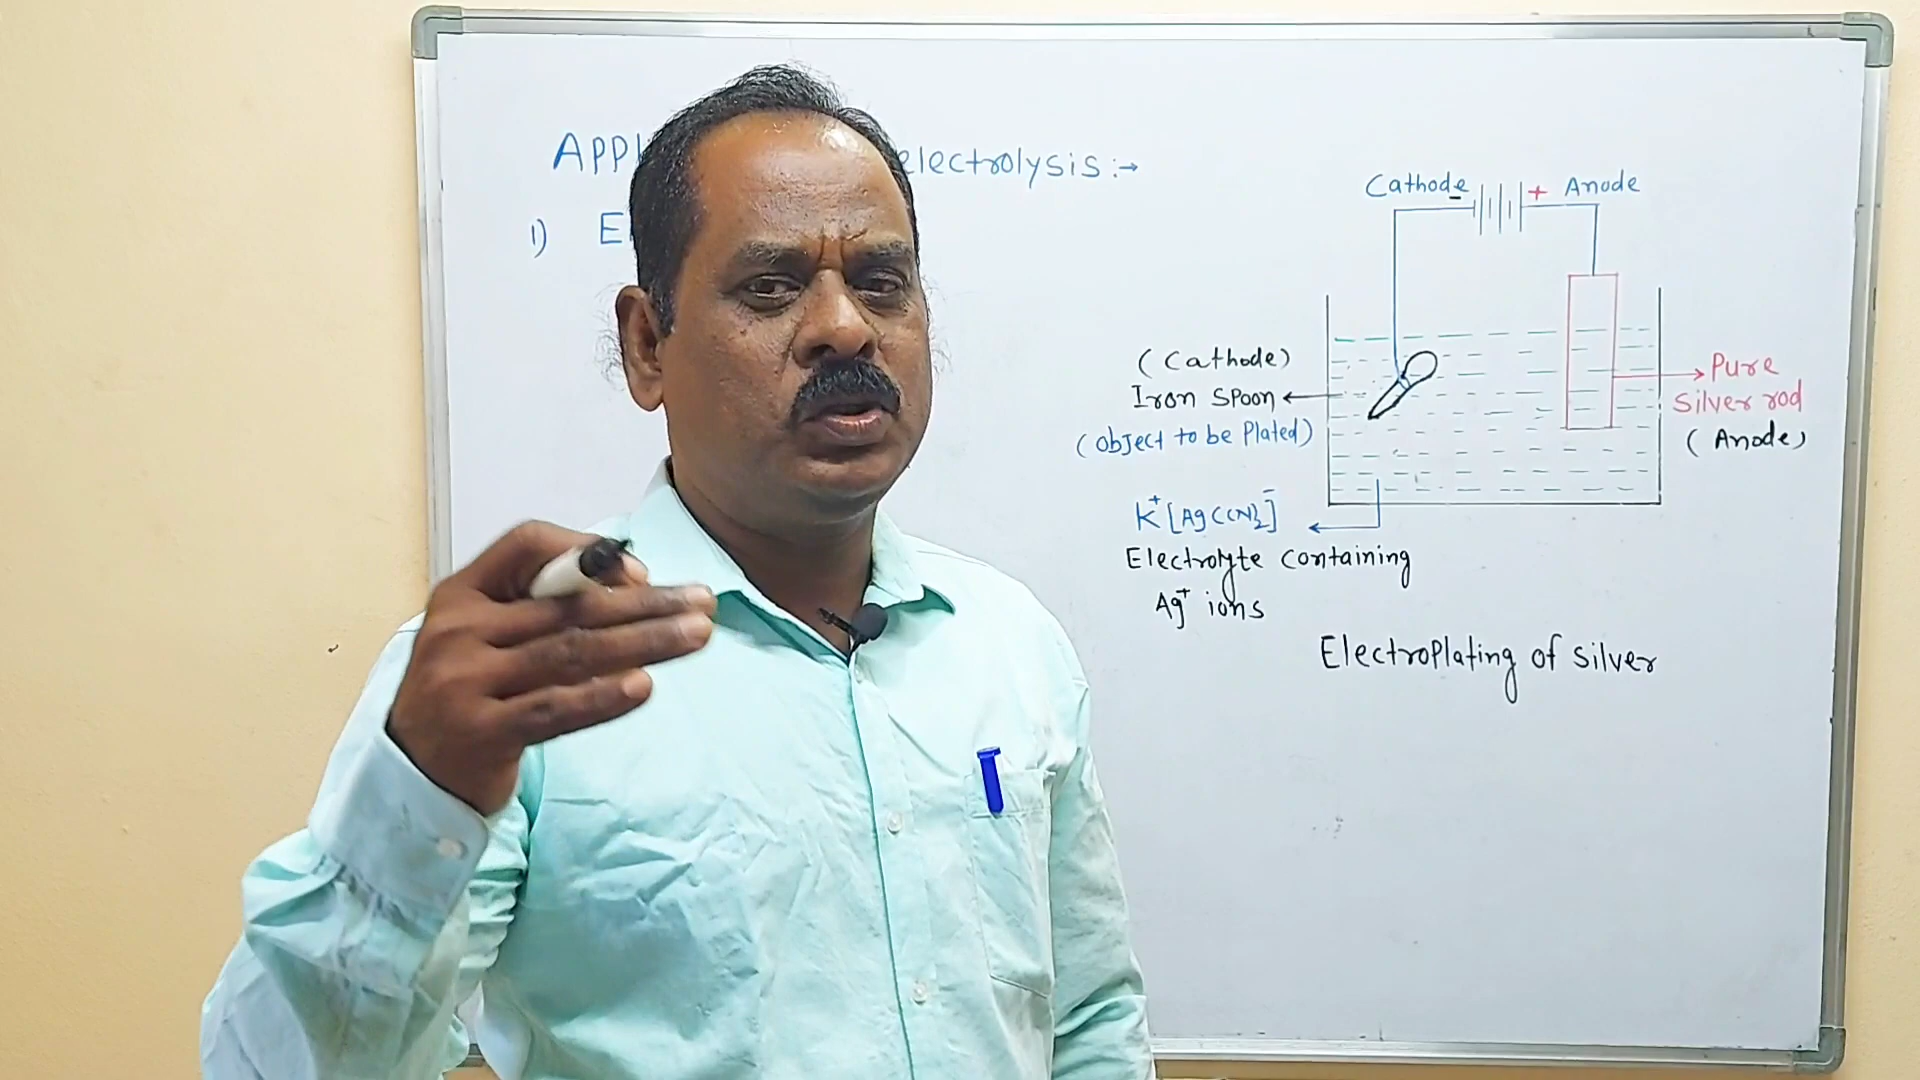 APPl electrolysis :→
1) El
Cathode - + Anode
(Cathode)
Iron Spoon
(Object to be Plated)
Pure
Silver rod
(Anode)
K⁺[Ag(CN)₂]⁻
Electrolyte containing
Ag⁺ ions
Electroplating of silver